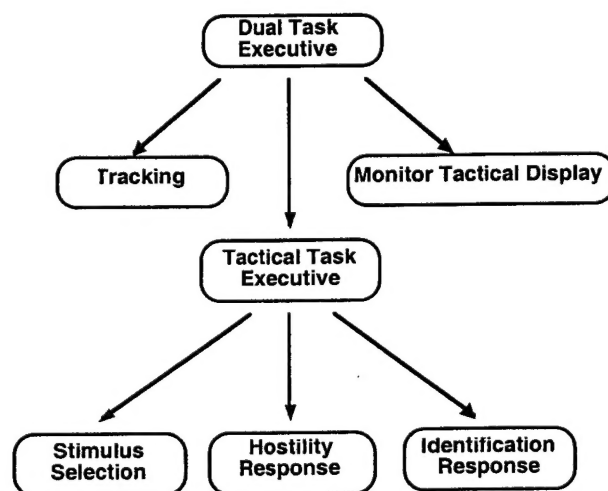 Dual Task
Executive
Tracking
Monitor Tactical Display
Tactical Task
Executive
Stimulus
Selection
Hostility
Response
Identification
Response